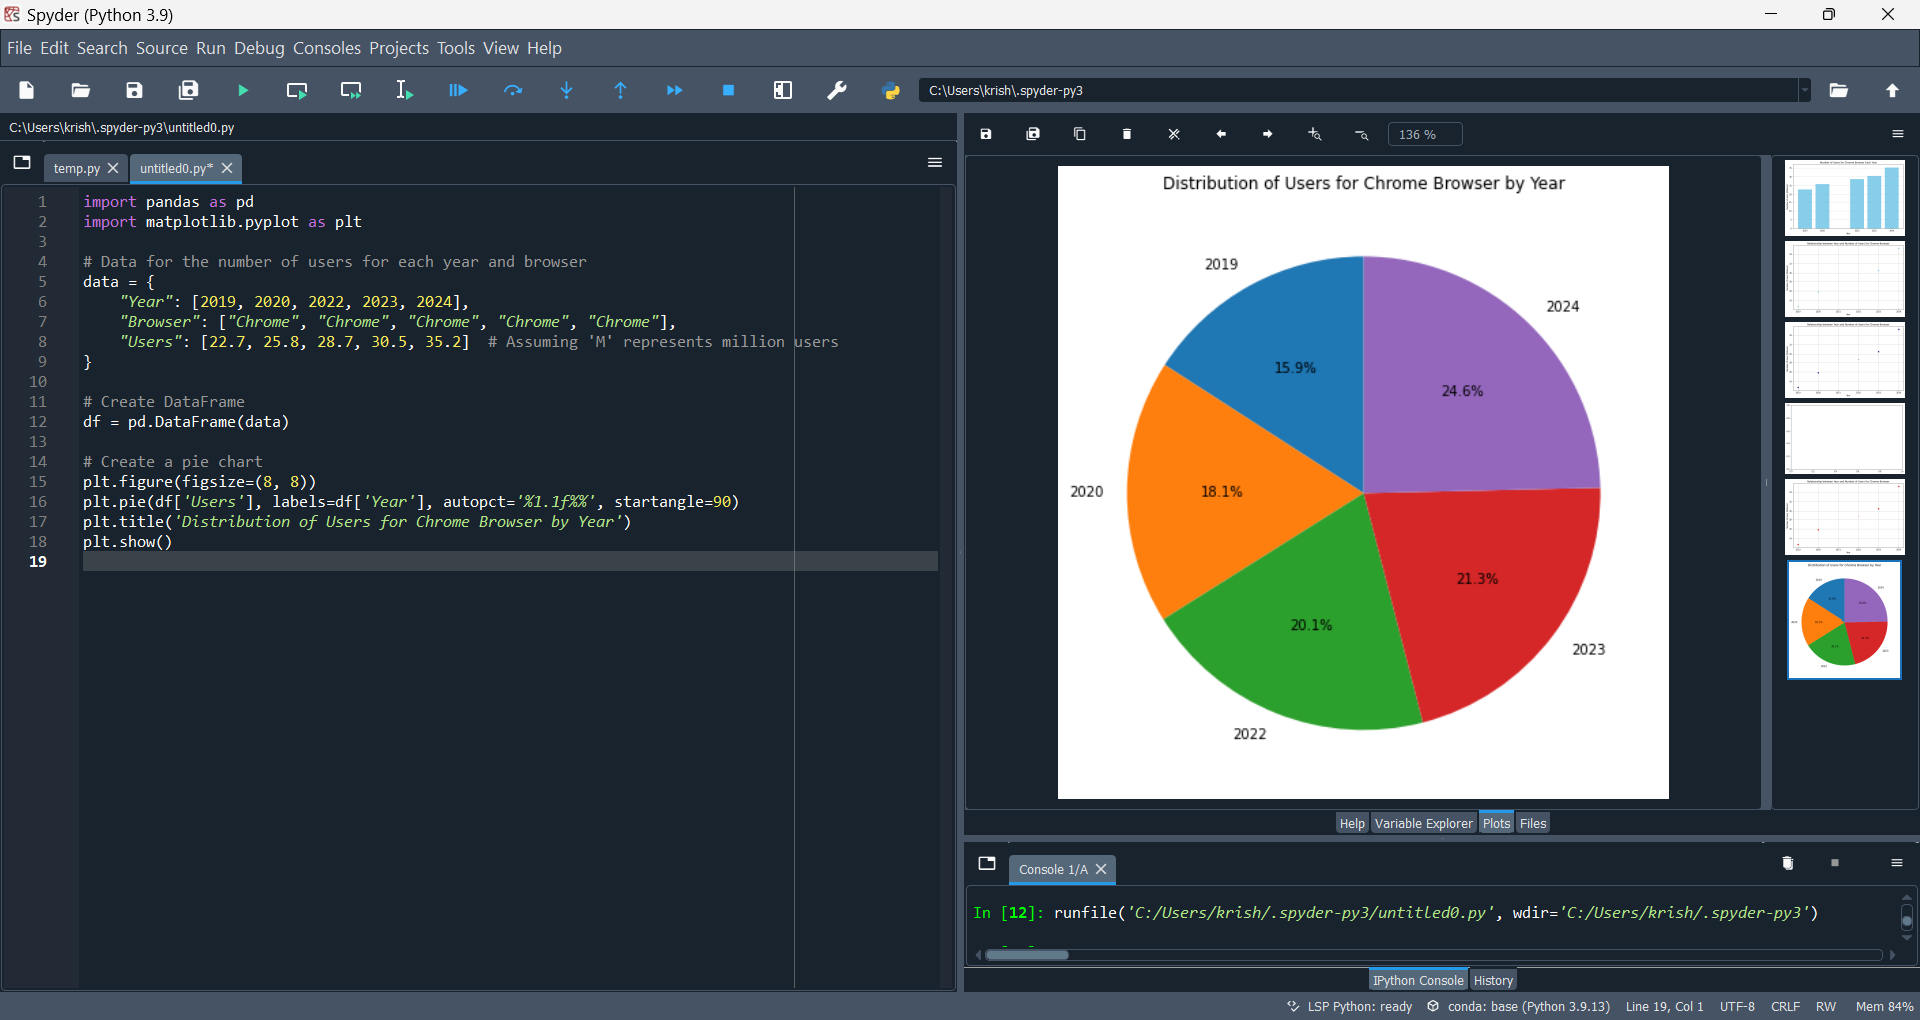 Spyder (Python 3.9)
File Edit Search Source Run Debug Consoles Projects Tools View Help
C:\Users\krish\.spyder-py3
C:\Users\krish\.spyder-py3\untitled0.py
temp.py
untitled0.py*
1 import pandas as pd
2 import matplotlib.pyplot as plt
3
4 # Data for the number of users for each year and browser
5 data = {
6     "Year": [2019, 2020, 2022, 2023, 2024],
7     "Browser": ["Chrome", "Chrome", "Chrome", "Chrome", "Chrome"],
8     "Users": [22.7, 25.8, 28.7, 30.5, 35.2]  # Assuming 'M' represents million users
9 }
10
11 # Create DataFrame
12 df = pd.DataFrame(data)
13
14 # Create a pie chart
15 plt.figure(figsize=(8, 8))
16 plt.pie(df['Users'], labels=df['Year'], autopct='%1.1f%%', startangle=90)
17 plt.title('Distribution of Users for Chrome Browser by Year')
18 plt.show()
19
136 %
Distribution of Users for Chrome Browser by Year
2019
2024
15.9%
24.6%
2020
18.1%
21.3%
20.1%
2023
2022
Help Variable Explorer Plots Files
Console 1/A
In [12]: runfile('C:/Users/krish/.spyder-py3/untitled0.py', wdir='C:/Users/krish/.spyder-py3')
IPython Console History
LSP Python: ready conda: base (Python 3.9.13) Line 19, Col 1 UTF-8 CRLF RW Mem 84%